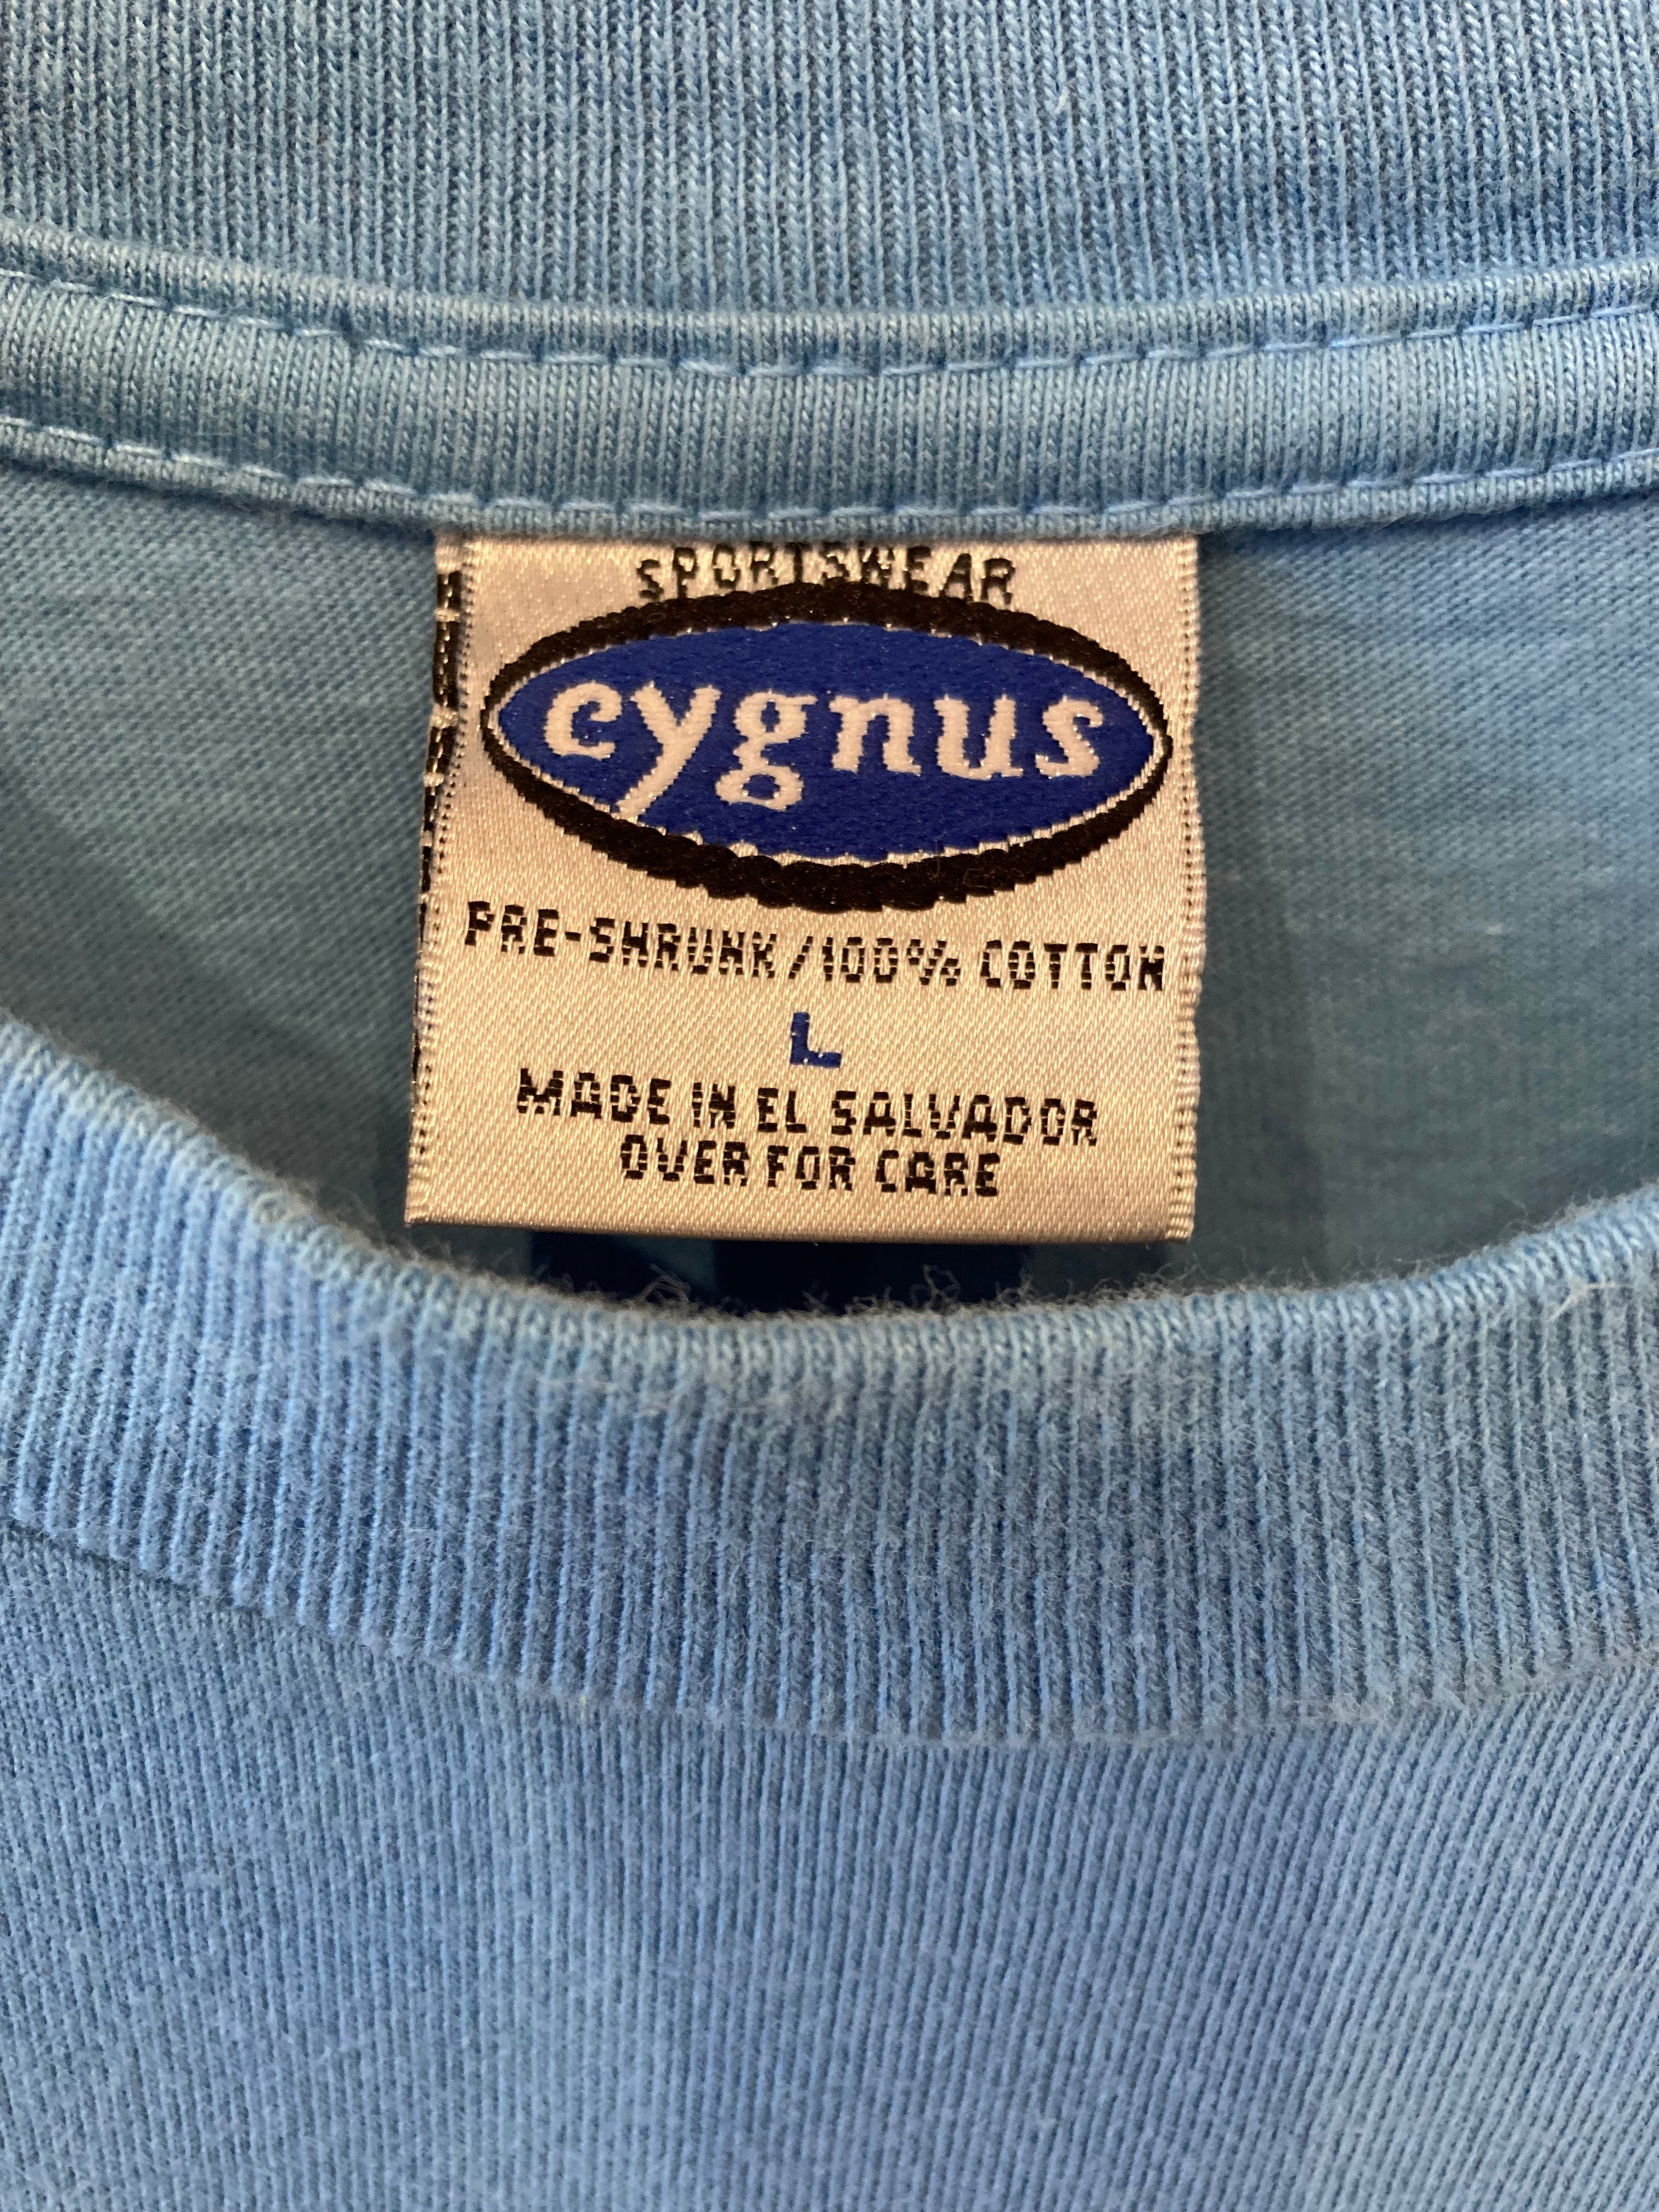 SPORTSWEAR
cygnus
PRE-SHRUNK/100% COTTON
L
MADE IN EL SALVADOR
OVER FOR CARE